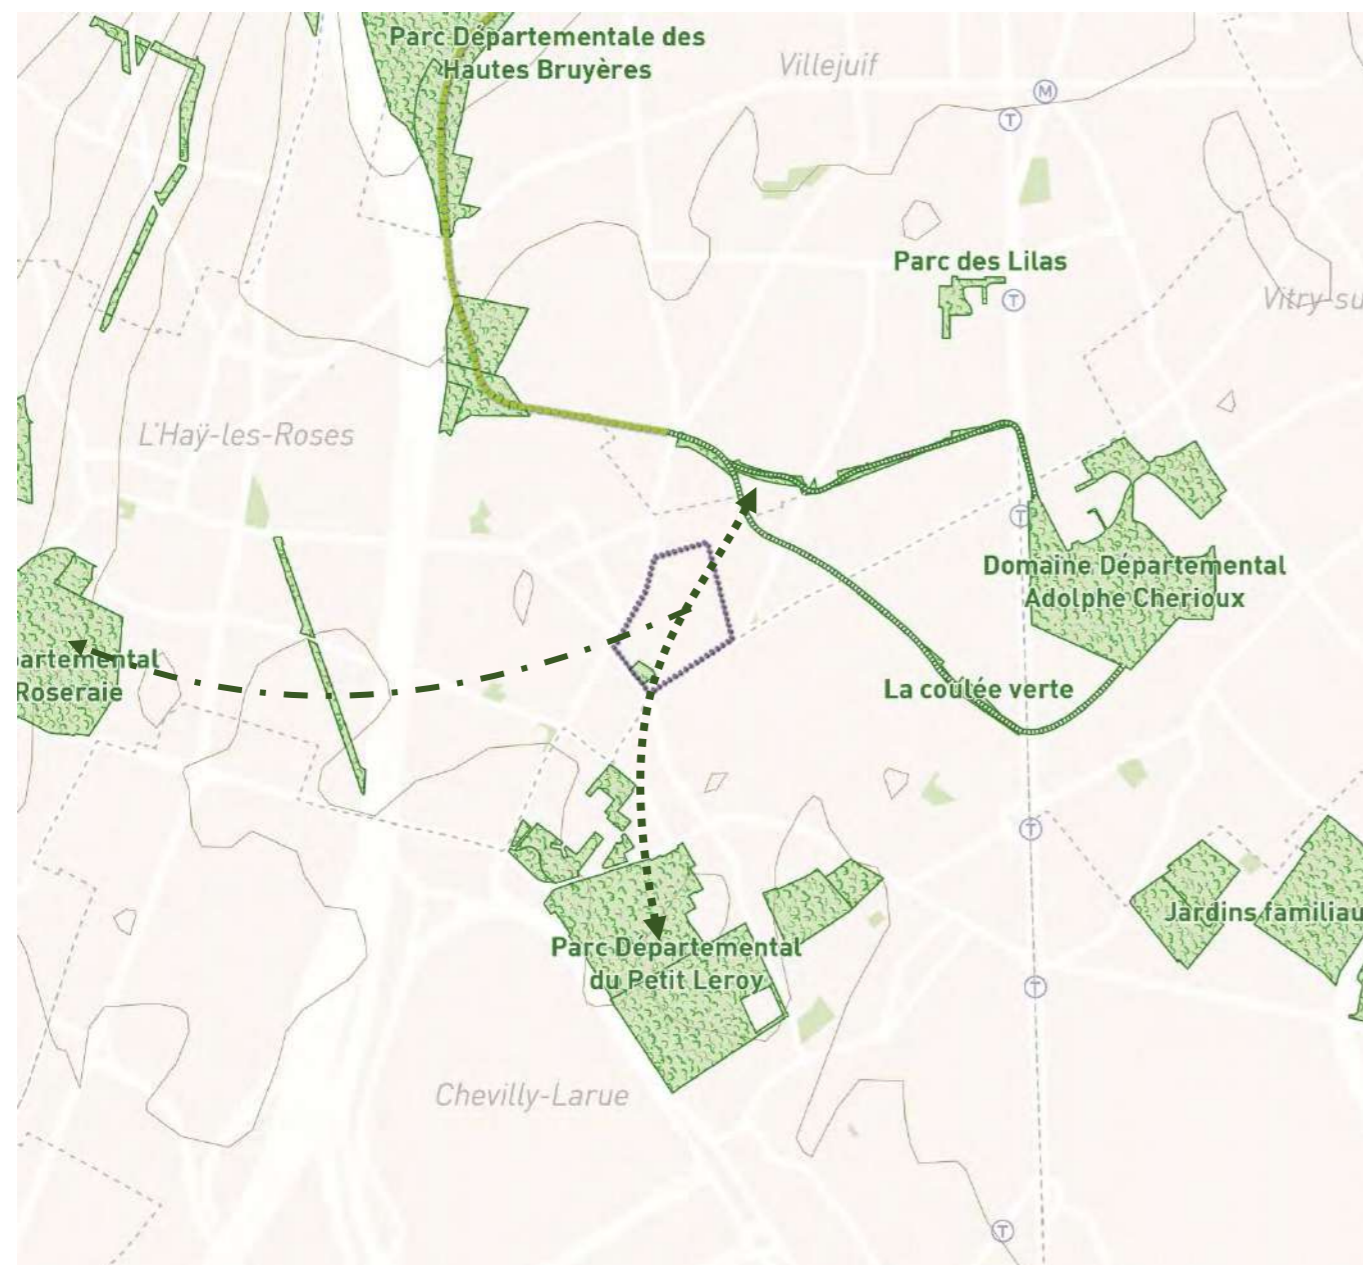 Parc Départementale des
Hautes Bruyères
Villejuif
M
T
Parc des Lilas
T
Vitry-su
L'Haÿ-les-Roses
T
Domaine Départemental
Adolphe Cherioux
partemental
Roseraie
La coulée verte
T
Jardins familiau
Parc Départemental
du Petit Leroy
T
Chevilly-Larue
T